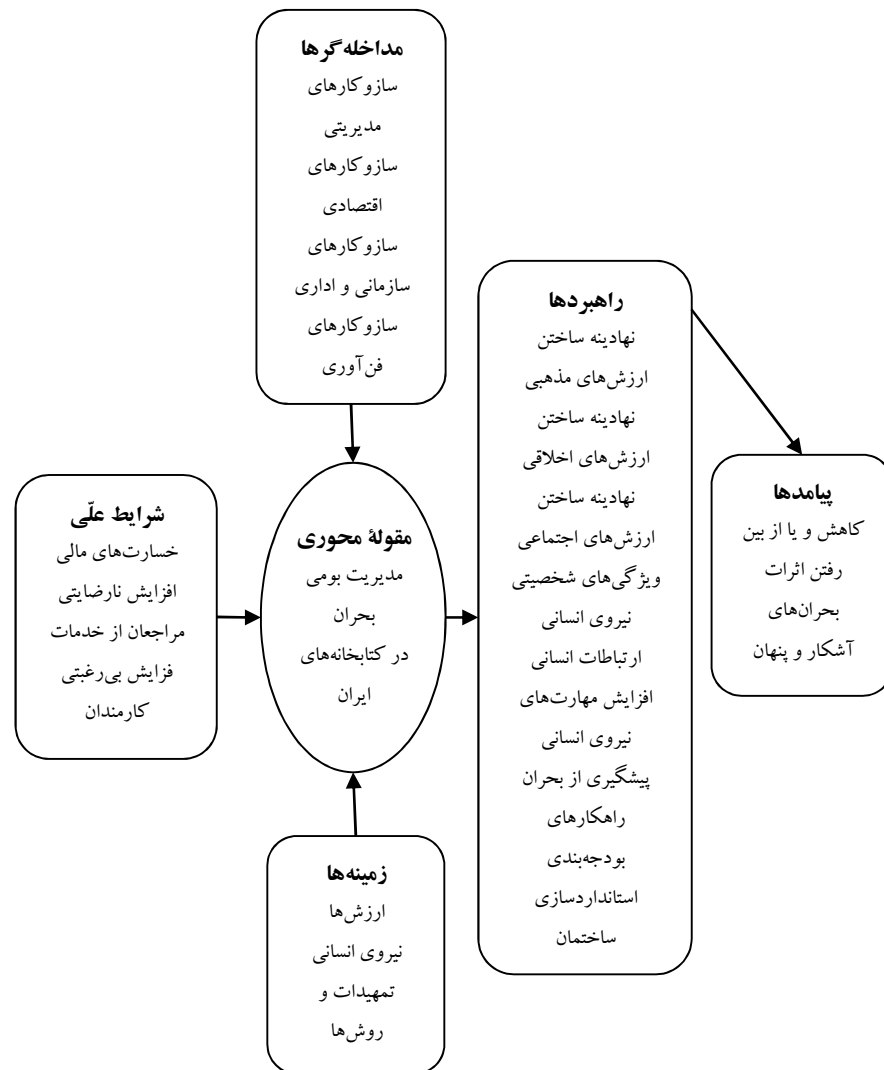 مداخله‌گرها
سازوکارهای
مدیریتی
سازوکارهای
اقتصادی
سازوکارهای
سازمانی و اداری
سازوکارهای
فن‌آوری
شرایط علّی
خسارت‌های مالی
افزایش نارضایتی
مراجعان از خدمات
فزایش بی‌رغبتی
کارمندان
مقولۀ محوری
مدیریت بومی
بحران
در کتابخانه‌های
ایران
زمینه‌ها
ارزش‌ها
نیروی انسانی
تمهیدات و
روش‌ها
راهبردها
نهادینه ساختن
ارزش‌های مذهبی
نهادینه ساختن
ارزش‌های اخلاقی
نهادینه ساختن
ارزش‌های اجتماعی
ویژگی‌های شخصیتی
نیروی انسانی
ارتباطات انسانی
افزایش مهارت‌های
نیروی انسانی
پیشگیری از بحران
راهکارهای
بودجه‌بندی
استانداردسازی
ساختمان
پیامدها
کاهش و یا از بین
رفتن اثرات
بحران‌های
آشکار و پنهان